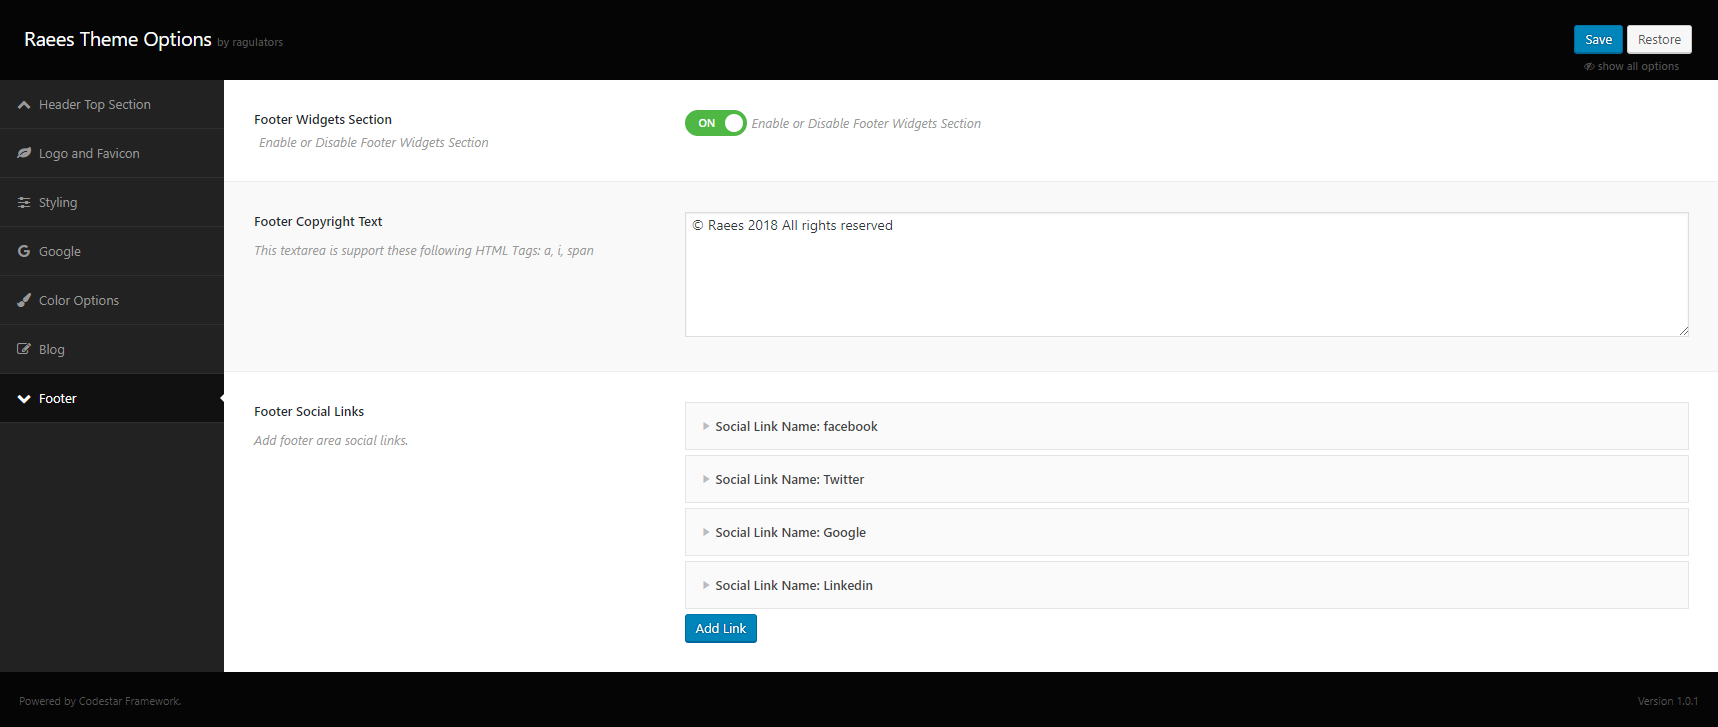 Raees Theme Options by ragulators
Save Restore
show all options
Header Top Section
Logo and Favicon
Styling
Google
Color Options
Blog
Footer
Footer Widgets Section
Enable or Disable Footer Widgets Section
ON Enable or Disable Footer Widgets Section
Footer Copyright Text
This textarea is support these following HTML Tags: a, i, span
© Raees 2018 All rights reserved
Footer Social Links
Add footer area social links.
Social Link Name: facebook
Social Link Name: Twitter
Social Link Name: Google
Social Link Name: Linkedin
Add Link
Powered by Codestar Framework.
Version 1.0.1